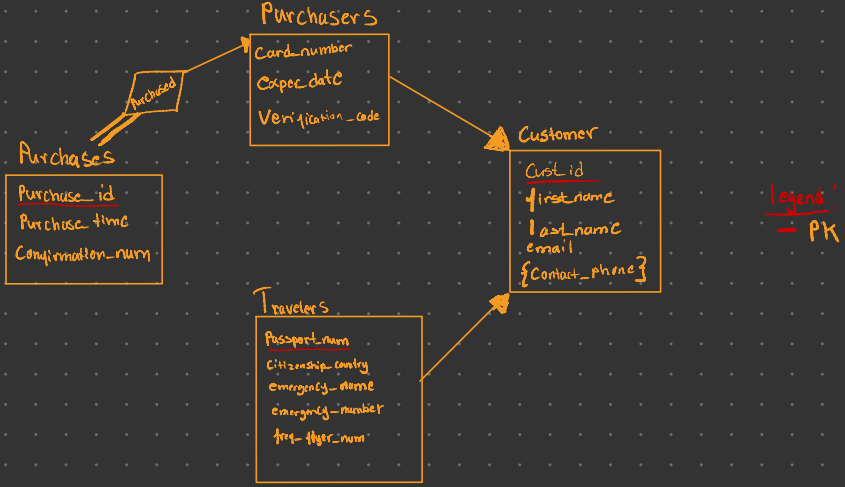 Purchasers
Card_number
exper_date
Verification_code
Purchased
Purchases
Purchase_id
Purchase_time
Confirmation_num
Customer
Cust_id
first_name
last_name
email
{Contact_phone}
legend
PK
Travelers
Passport_num
Citizenship_country
emergency_name
emergency_number
freq_flyer_num